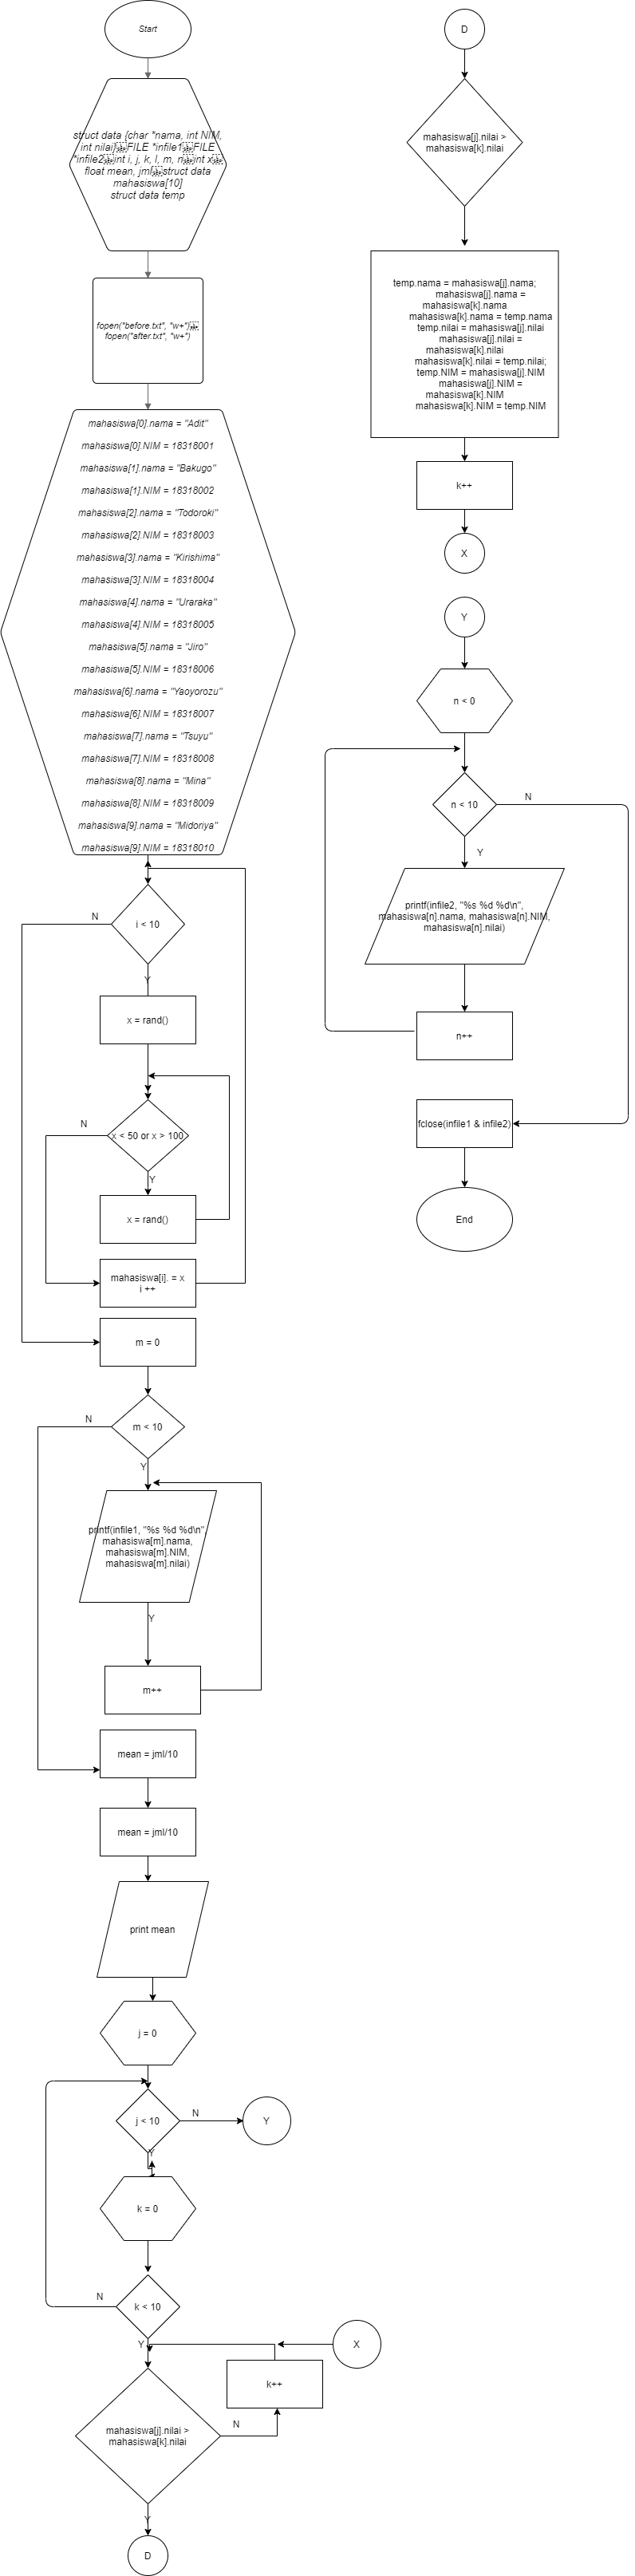 Start
struct data {char *nama, int NIM,
int nilai} FILE *infile1 FILE
*infile2 int i, j, k, l, m, n int x
float mean, jml struct data
mahasiswa[10]
struct data temp
fopen("before.txt", "w+")
fopen("after.txt", "w+")
mahasiswa[0].nama = "Adit"
mahasiswa[0].NIM = 18318001
mahasiswa[1].nama = "Bakugo"
mahasiswa[1].NIM = 18318002
mahasiswa[2].nama = "Todoroki"
mahasiswa[2].NIM = 18318003
mahasiswa[3].nama = "Kirishima"
mahasiswa[3].NIM = 18318004
mahasiswa[4].nama = "Uraraka"
mahasiswa[4].NIM = 18318005
mahasiswa[5].nama = "Jiro"
mahasiswa[5].NIM = 18318006
mahasiswa[6].nama = "Yaoyorozu"
mahasiswa[6].NIM = 18318007
mahasiswa[7].nama = "Tsuyu"
mahasiswa[7].NIM = 18318008
mahasiswa[8].nama = "Mina"
mahasiswa[8].NIM = 18318009
mahasiswa[9].nama = "Midoriya"
mahasiswa[9].NIM = 18318010
N
i < 10
Y
x = rand()
N
x < 50 or x > 100
Y
x = rand()
mahasiswa[i]. = x
i ++
m = 0
N
m < 10
Y
printf(infile1, "%s %d %d\n",
mahasiswa[m].nama,
mahasiswa[m].NIM,
mahasiswa[m].nilai)
Y
m++
mean = jml/10
mean = jml/10
print mean
j = 0
j < 10
N
Y
Y
k = 0
N
k < 10
Y
X
k++
mahasiswa[j].nilai >
mahasiswa[k].nilai
N
Y
D
D
mahasiswa[j].nilai >
mahasiswa[k].nilai
temp.nama = mahasiswa[j].nama;
mahasiswa[j].nama =
mahasiswa[k].nama
mahasiswa[k].nama = temp.nama
temp.nilai = mahasiswa[j].nilai
mahasiswa[j].nilai =
mahasiswa[k].nilai
mahasiswa[k].nilai = temp.nilai;
temp.NIM = mahasiswa[j].NIM
mahasiswa[j].NIM =
mahasiswa[k].NIM
mahasiswa[k].NIM = temp.NIM
k++
X
Y
n < 0
n < 10
N
Y
printf(infile2, "%s %d %d\n",
mahasiswa[n].nama, mahasiswa[n].NIM,
mahasiswa[n].nilai)
n++
fclose(infile1 & infile2)
End